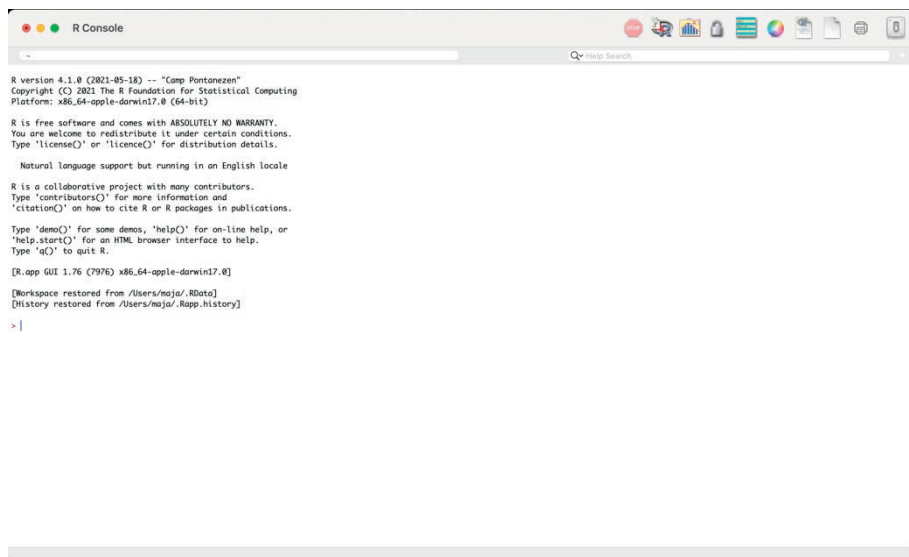 R Console
STOP
~
Help Search
R version 4.1.0 (2021-05-18) -- "Camp Pontanezen"
Copyright (C) 2021 The R Foundation for Statistical Computing
Platform: x86_64-apple-darwin17.0 (64-bit)
R is free software and comes with ABSOLUTELY NO WARRANTY.
You are welcome to redistribute it under certain conditions.
Type 'license()' or 'licence()' for distribution details.
Natural language support but running in an English locale
R is a collaborative project with many contributors.
Type 'contributors()' for more information and
'citation()' on how to cite R or R packages in publications.
Type 'demo()' for some demos, 'help()' for on-line help, or
'help.start()' for an HTML browser interface to help.
Type 'q()' to quit R.
[R.app GUI 1.76 (7976) x86_64-apple-darwin17.0]
[Workspace restored from /Users/maja/.RData]
[History restored from /Users/maja/.Rapp.history]
>